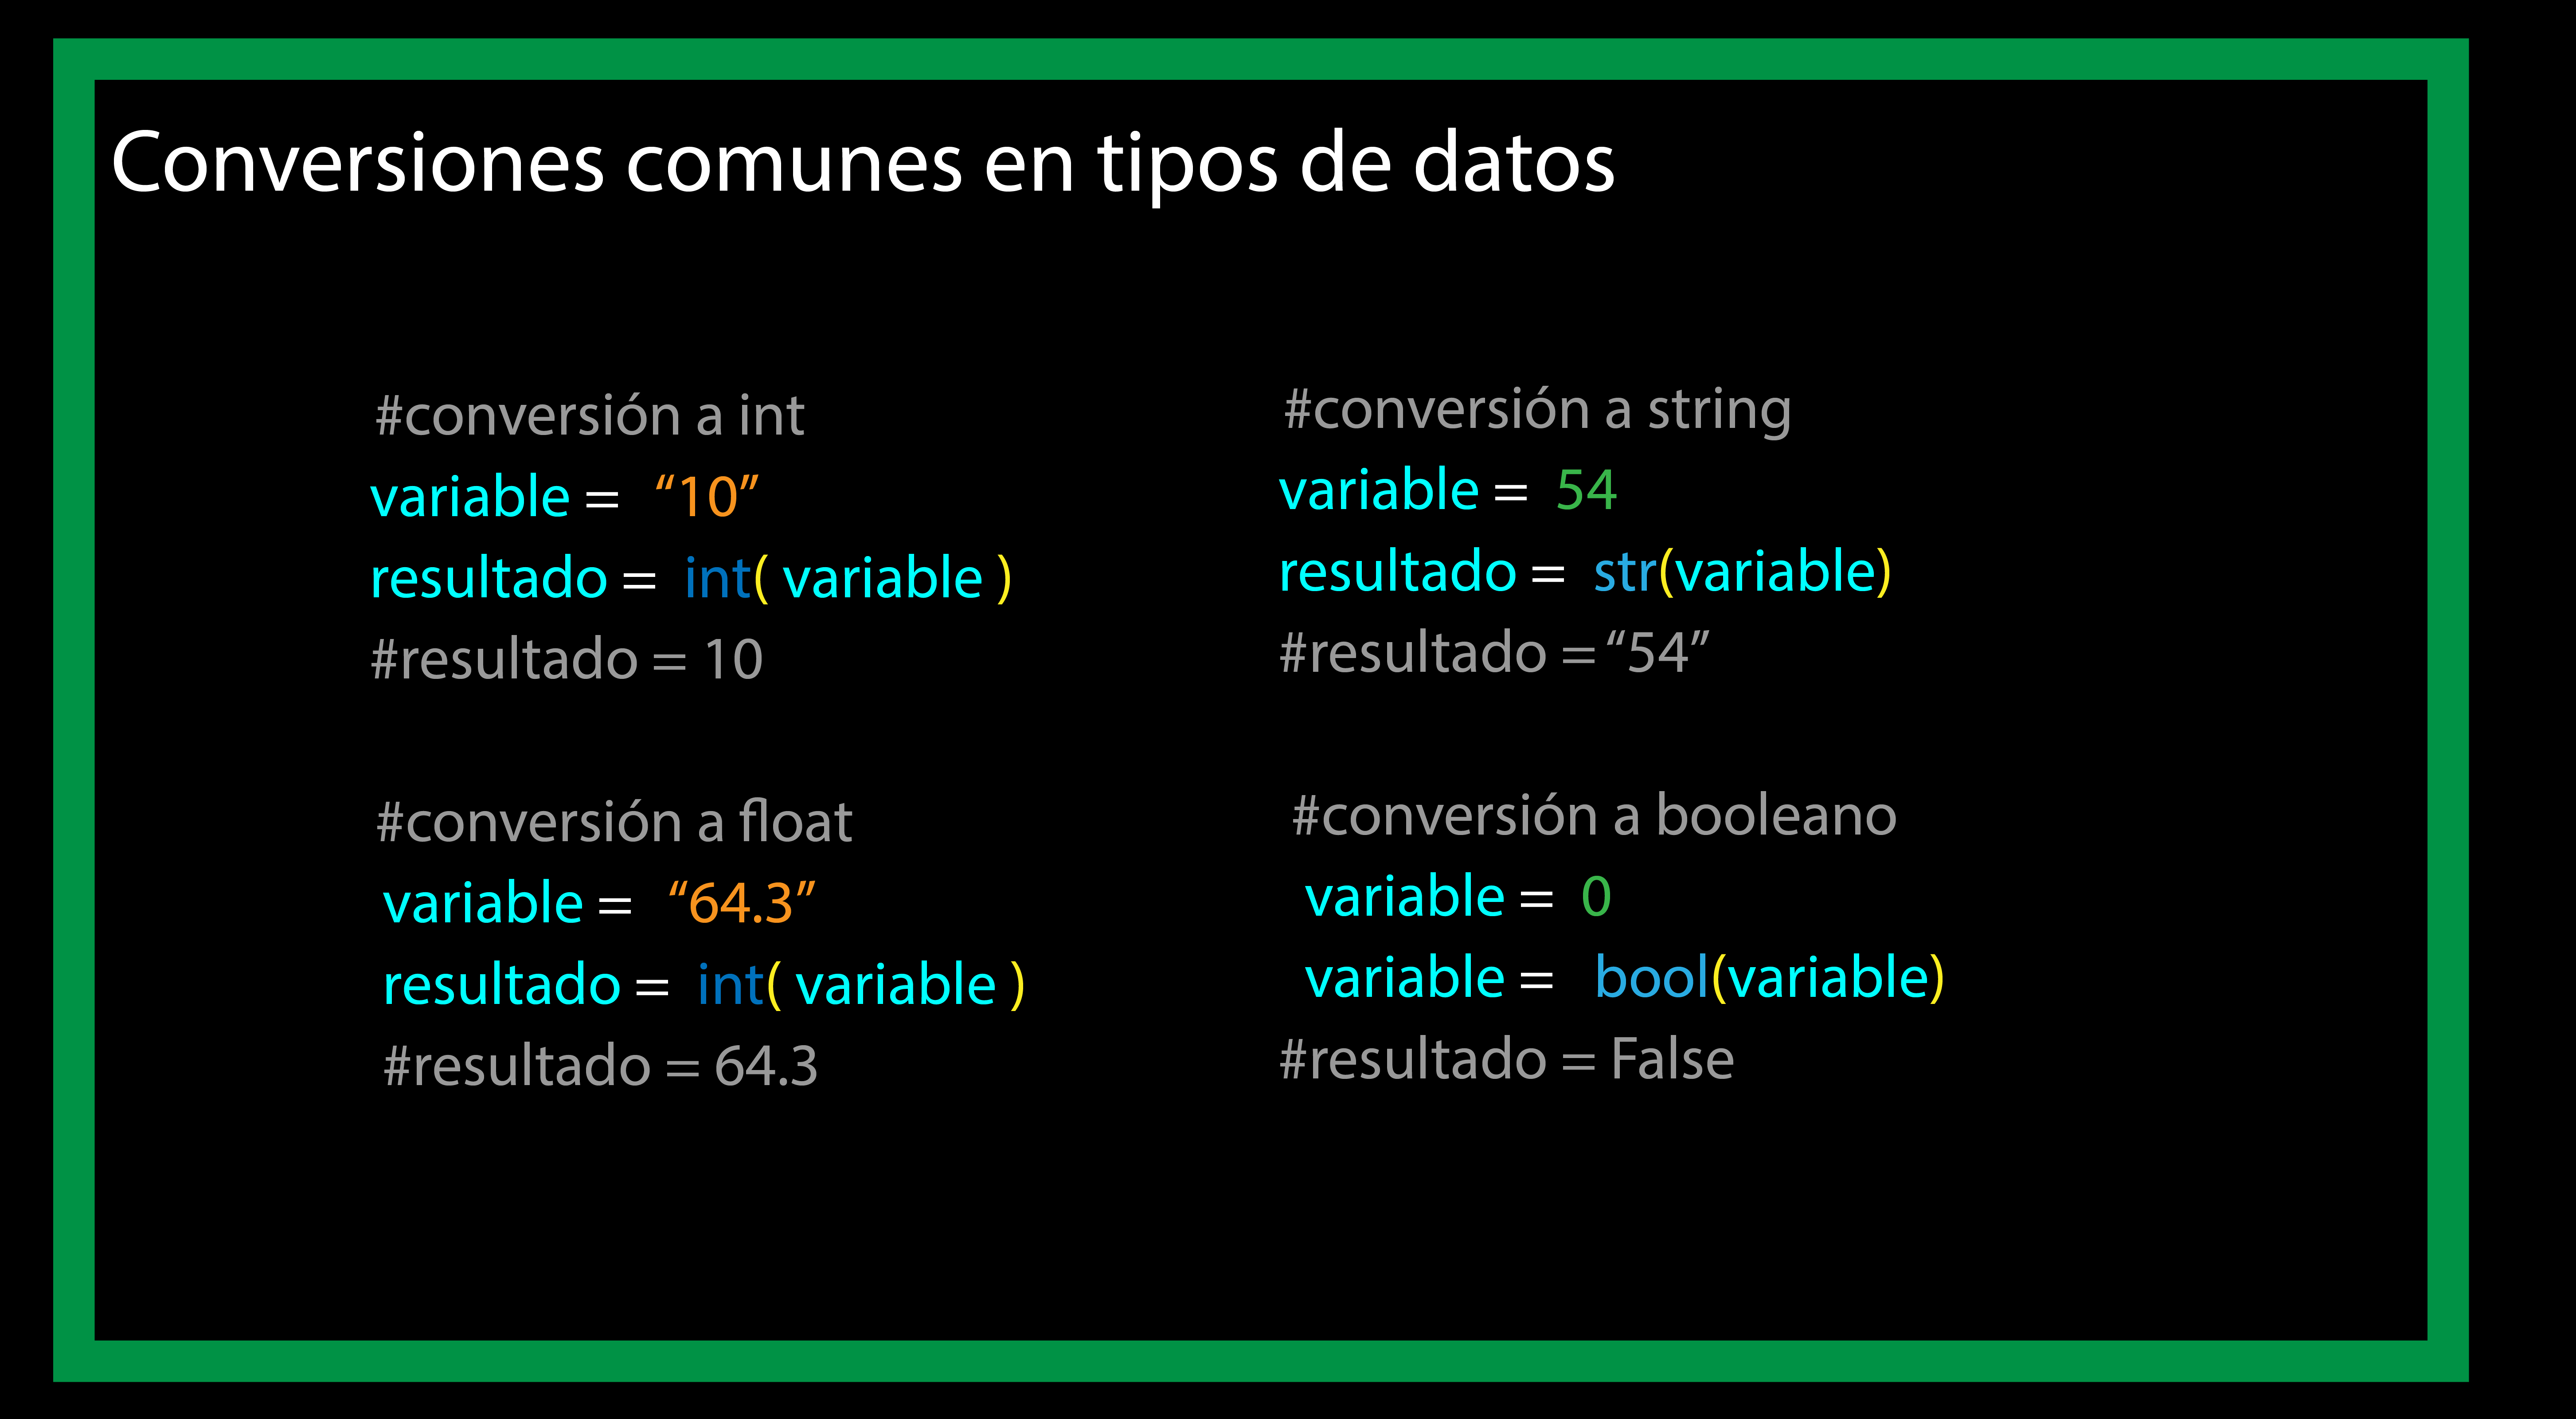 Conversiones comunes en tipos de datos
#conversión a int
variable = “10”
resultado = int( variable )
#resultado = 10
#conversión a float
variable = “64.3”
resultado = int( variable )
#resultado = 64.3
#conversión a string
variable = 54
resultado = str(variable)
#resultado = “54”
#conversión a booleano
variable = 0
variable = bool(variable)
#resultado = False